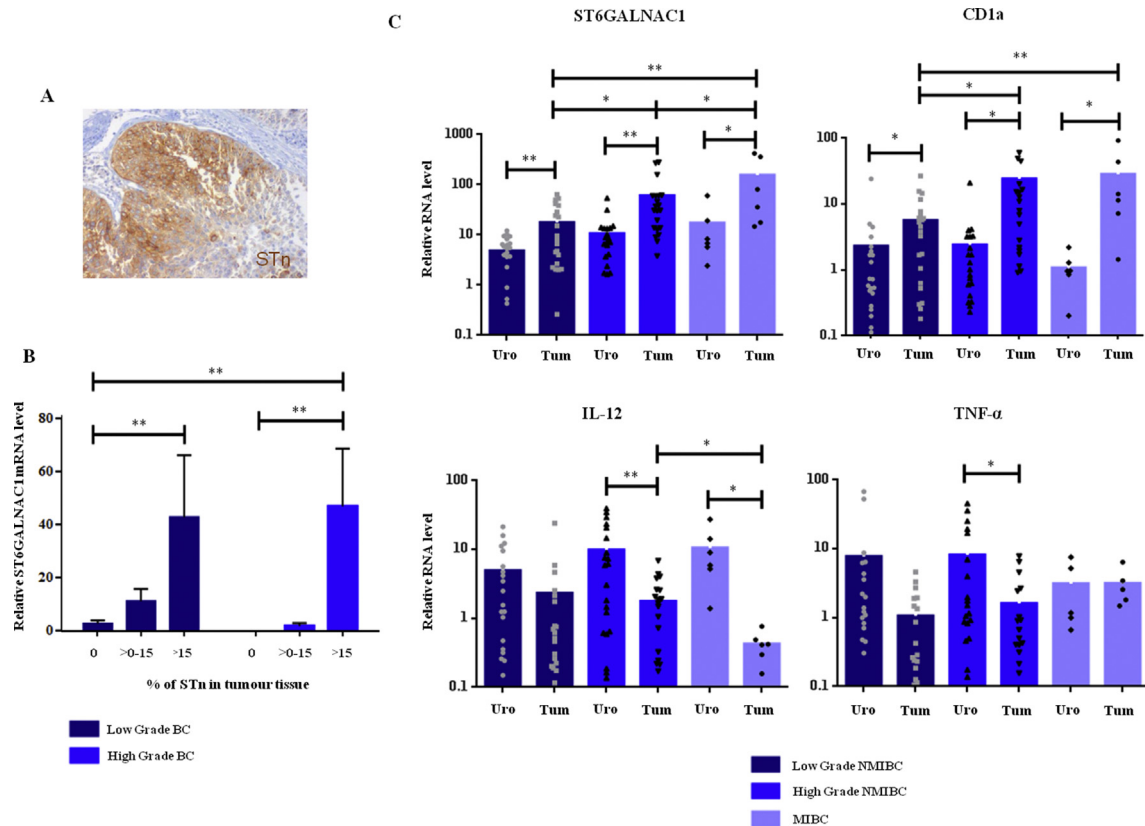 A
STn
B
**
**
**
Relative ST6GALNAC1mRNA level
80
60
40
20
0
0 >0-15 >15 0 >0-15 >15
% of STn in tumour tissue
Low Grade BC
High Grade BC
C
ST6GALNAC1
**
* *
** ** *
Relative RNA level
1000
100
10
1
0.1
Uro Tum Uro Tum Uro Tum
CD1a
**
*
* * *
100
10
1
0.1
Uro Tum Uro Tum Uro Tum
IL-12
*
** *
Relative RNA level
100
10
1
0.1
Uro Tum Uro Tum Uro Tum
TNF-α
*
100
10
1
0.1
Uro Tum Uro Tum Uro Tum
Low Grade NMIBC
High Grade NMIBC
MIBC